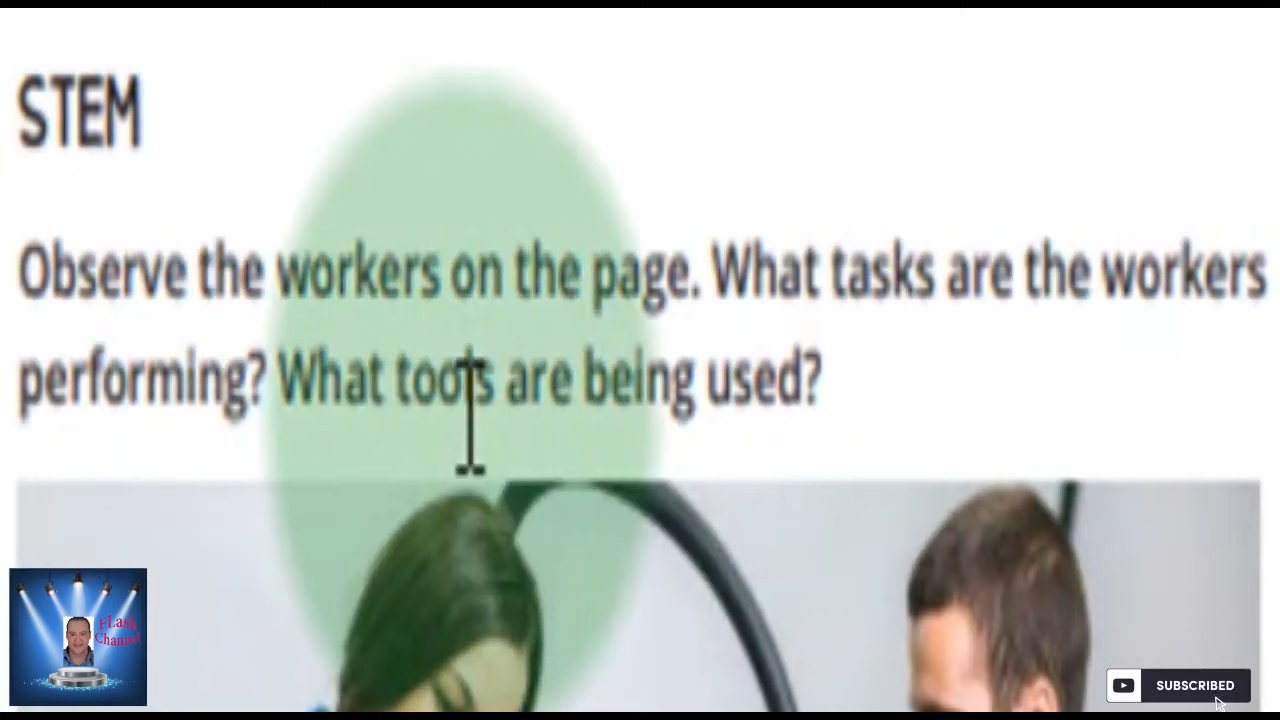 STEM
Observe the workers on the page. What tasks are the workers
performing? What tools are being used?
FLash
Channel
SUBSCRIBED